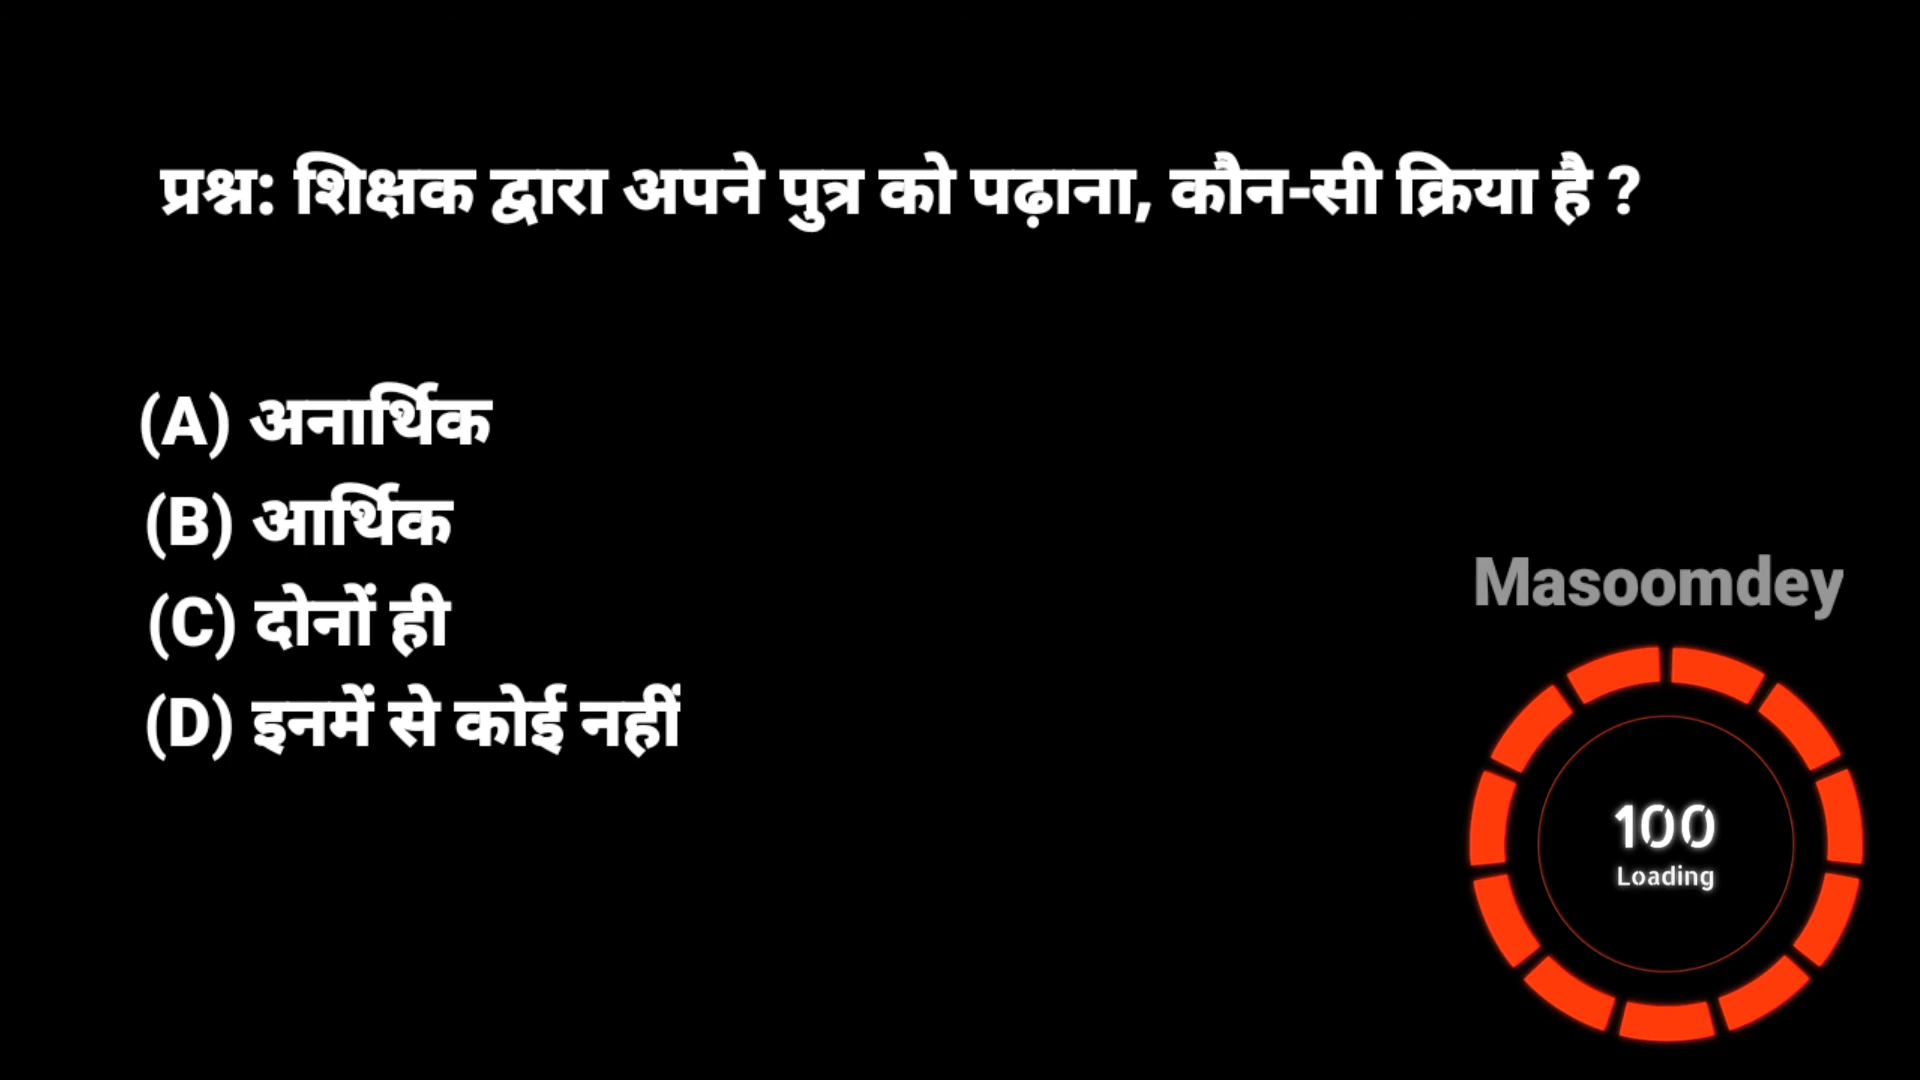 प्रश्न: शिक्षक द्वारा अपने पुत्र को पढ़ाना, कौन-सी क्रिया है ?
(A) अनार्थिक
(B) आर्थिक
(C) दोनों ही
(D) इनमें से कोई नहीं
Masoomdey
100
Loading